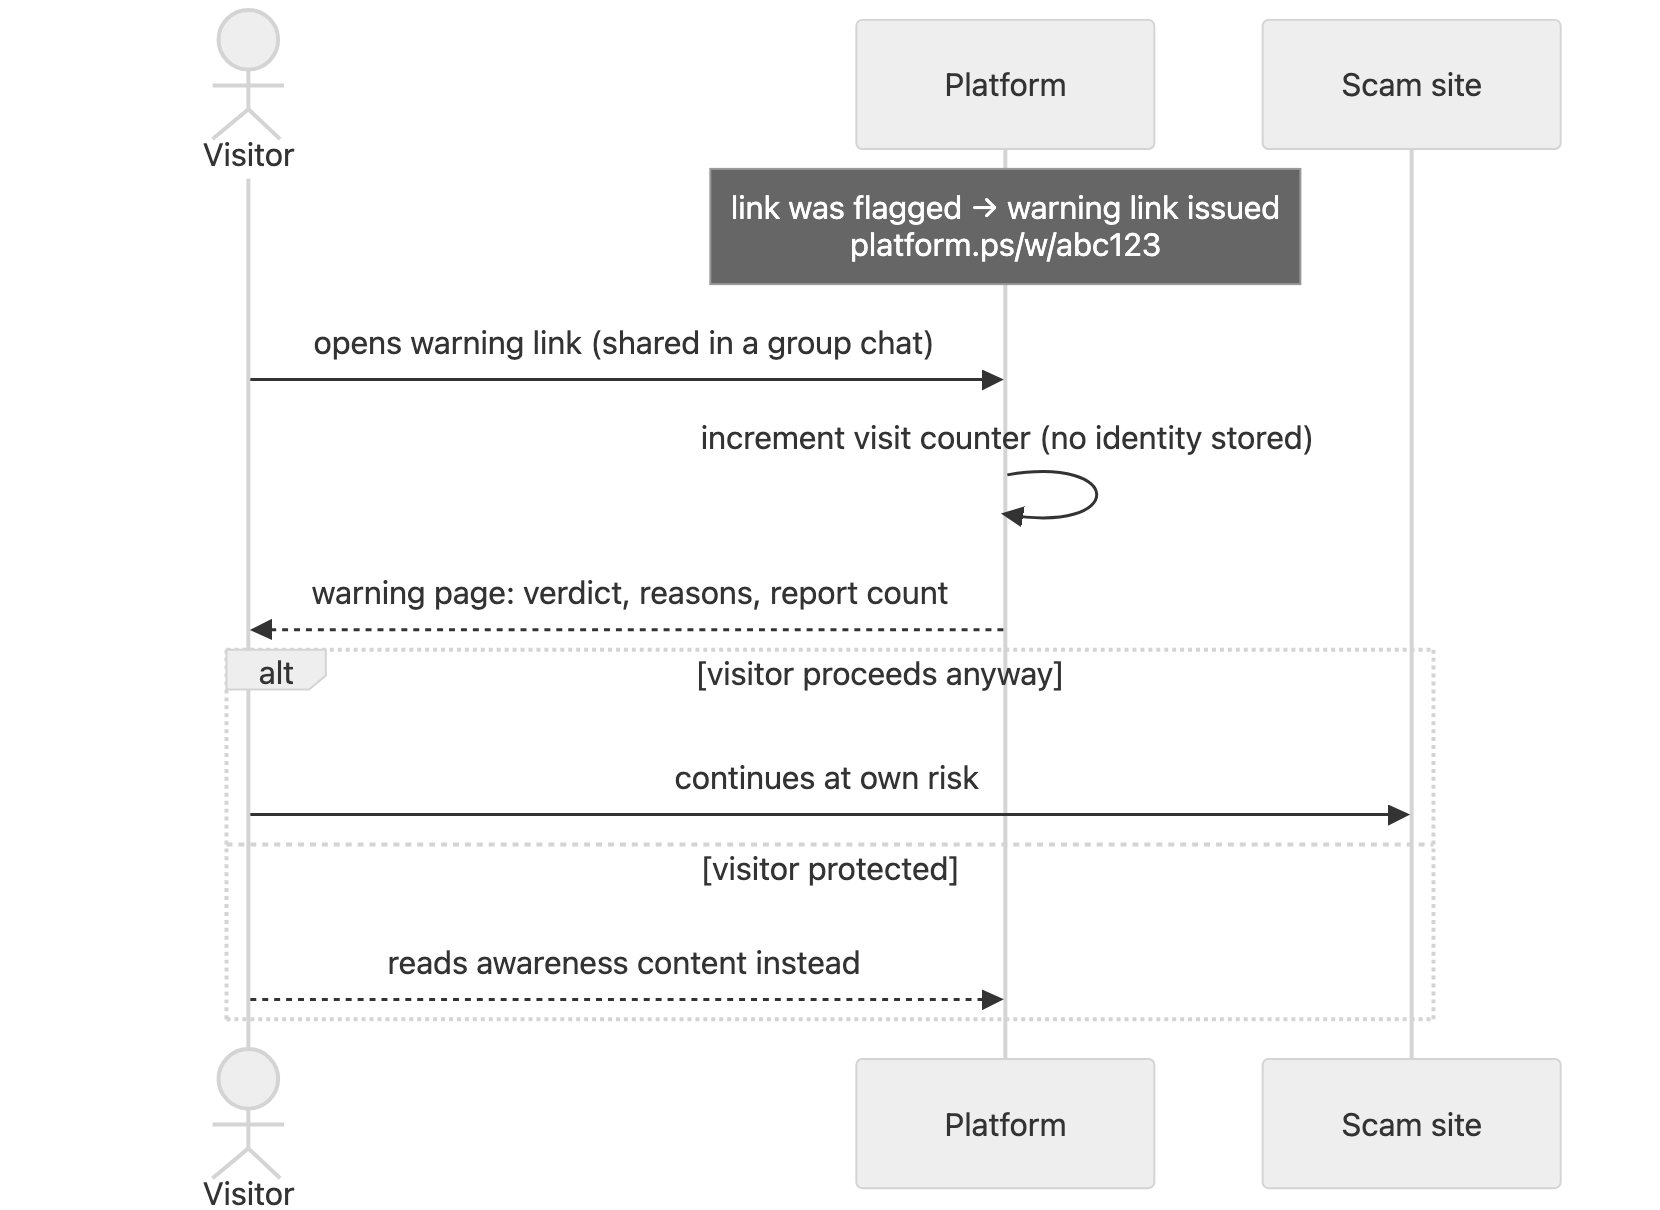 Visitor
Platform
Scam site
link was flagged → warning link issued
platform.ps/w/abc123
opens warning link (shared in a group chat)
increment visit counter (no identity stored)
warning page: verdict, reasons, report count
alt
[visitor proceeds anyway]
continues at own risk
[visitor protected]
reads awareness content instead
Visitor
Platform
Scam site